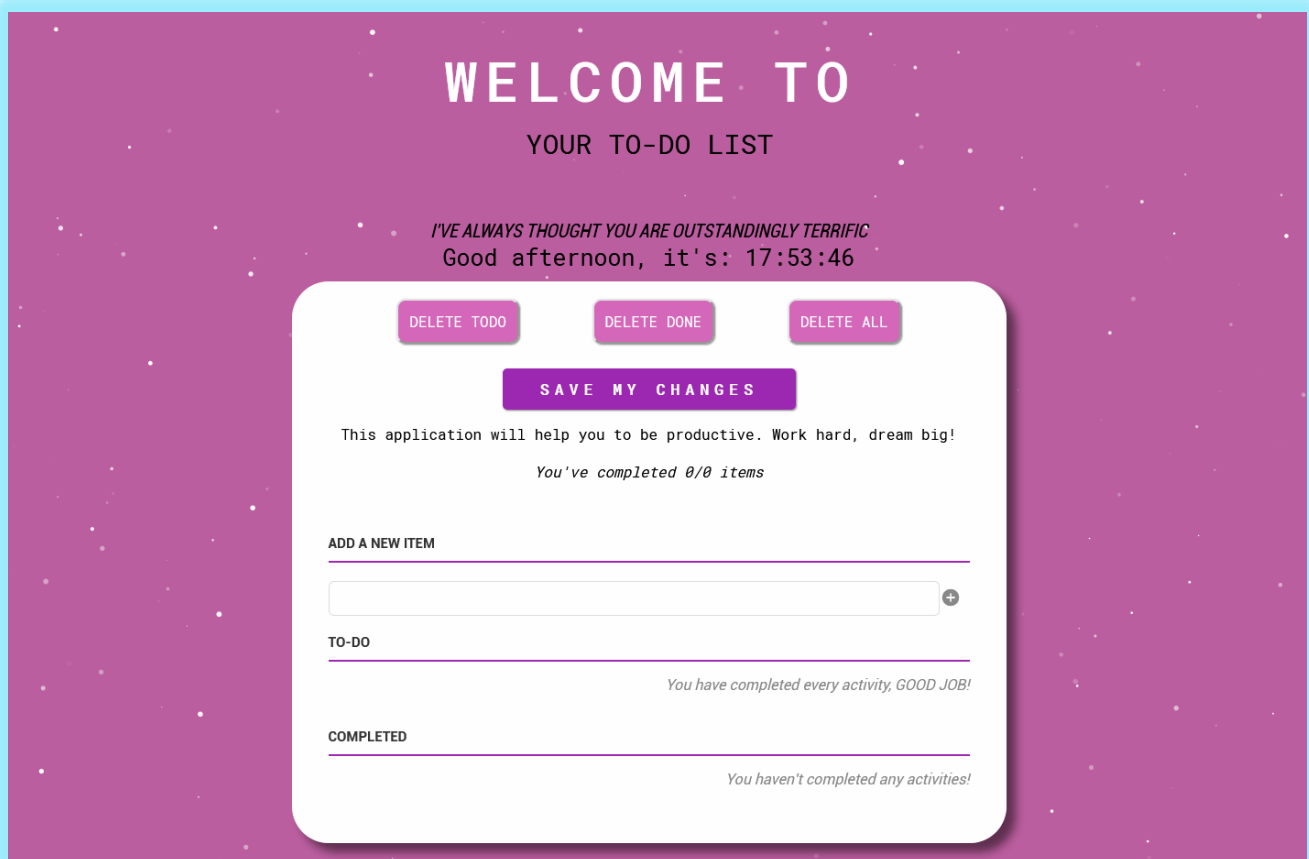 WELCOME TO
YOUR TO-DO LIST
I'VE ALWAYS THOUGHT YOU ARE OUTSTANDINGLY TERRIFIC
Good afternoon, it's: 17:53:46
DELETE TODO
DELETE DONE
DELETE ALL
SAVE MY CHANGES
This application will help you to be productive. Work hard, dream big!
You've completed 0/0 items
ADD A NEW ITEM
TO-DO
You have completed every activity, GOOD JOB!
COMPLETED
You haven't completed any activities!